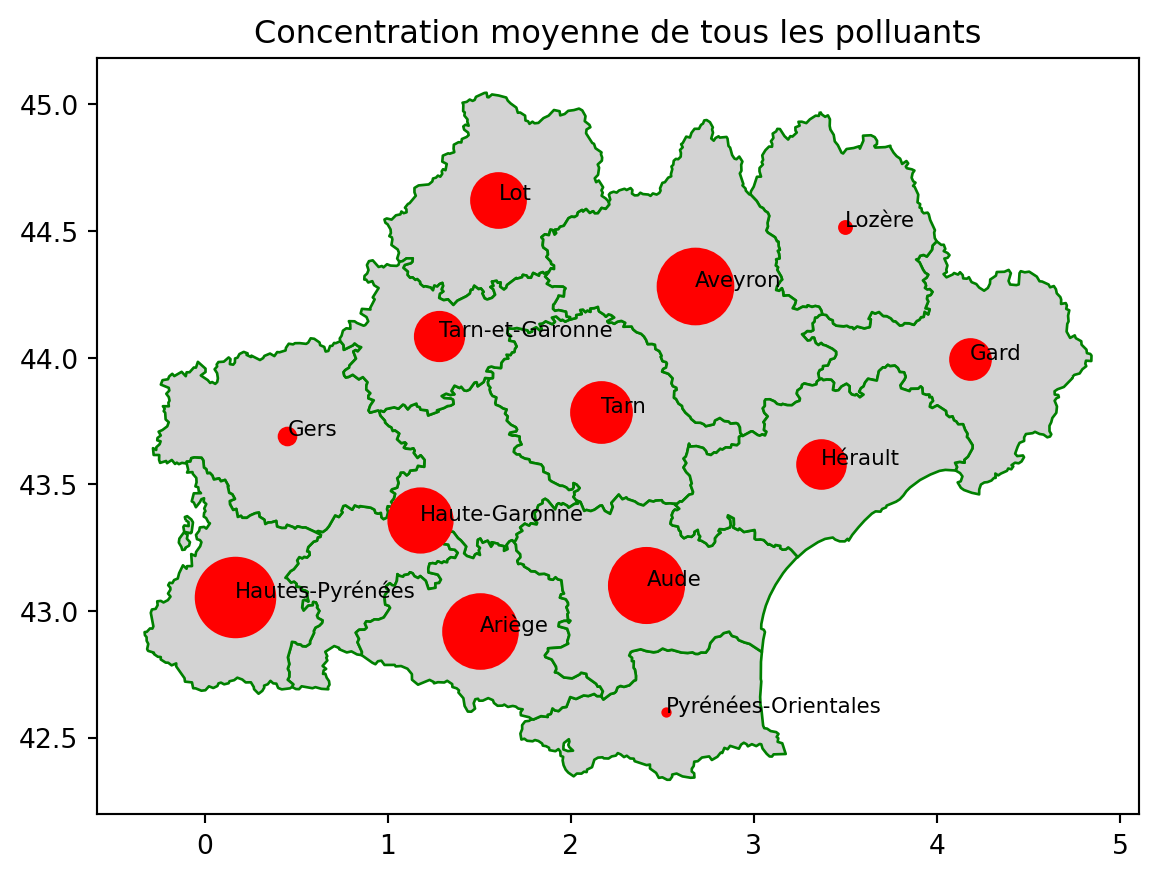 Concentration moyenne de tous les polluants
45.0
44.5
44.0
43.5
43.0
42.5
Lot
Lozère
Aveyron
Tarn-et-Garonne
Gard
Tarn
Gers
Hérault
Haute-Garonne
Aude
Hautes-Pyrénées
Ariège
Pyrénées-Orientales
0 1 2 3 4 5